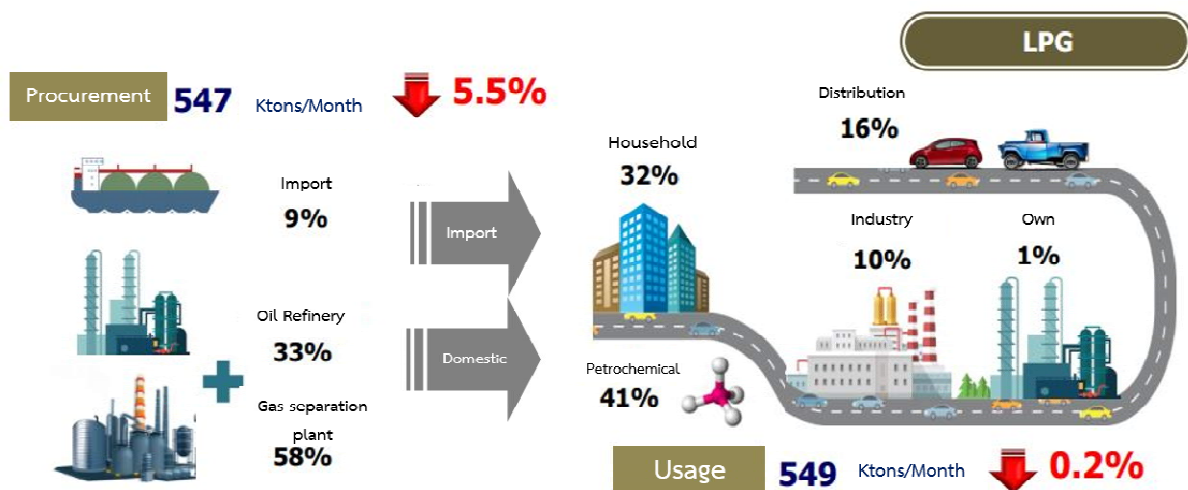 LPG
Procurement 547 Ktons/Month 5.5%
Import
9%
Oil Refinery
33%
Gas separation
plant
58%
Import
Domestic
Household
32%
Petrochemical
41%
Distribution
16%
Industry
10%
Own
1%
Usage 549 Ktons/Month 0.2%